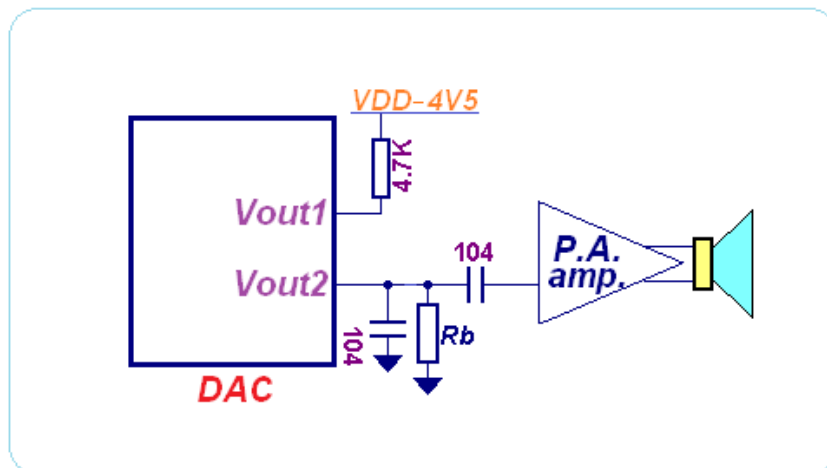 VDD-4V5
4.7K
Vout1
Vout2
104
104
Rb
P.A.
amp.
DAC